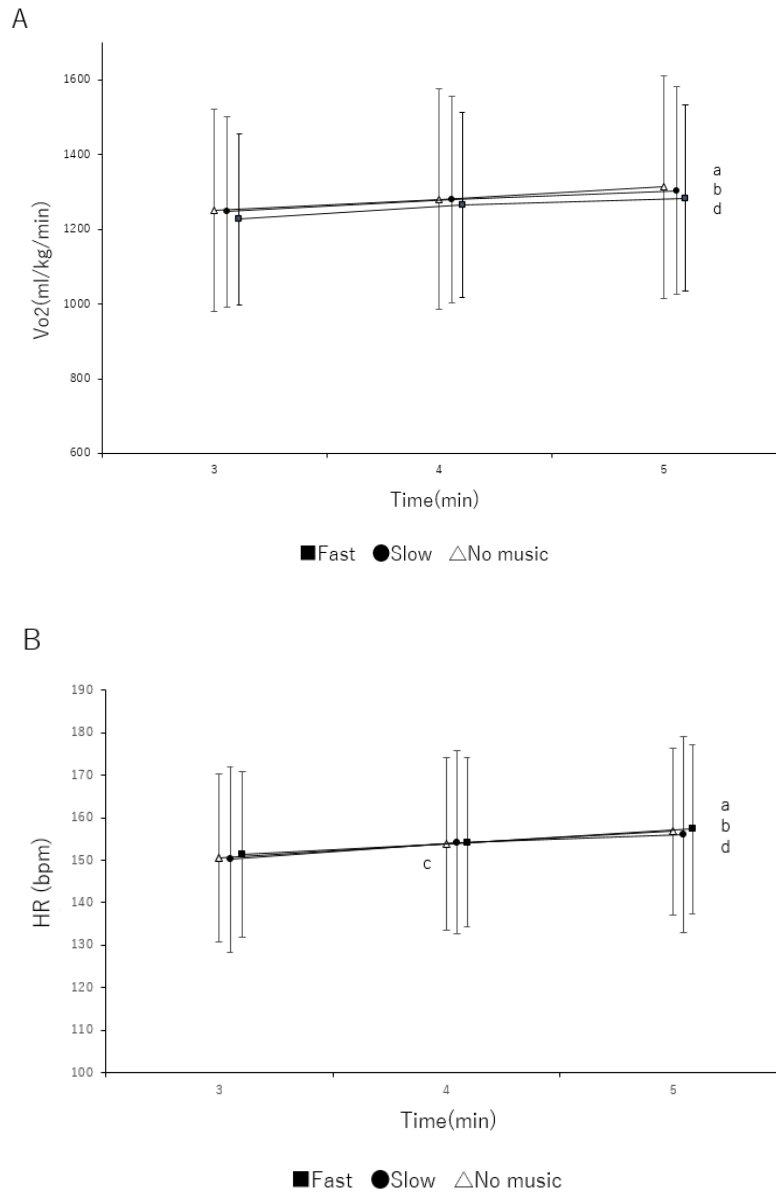 A
1600
1400
1200
1000
800
600
Vo2(ml/kg/min)
a
b
d
3 4 5
Time(min)
■Fast ●Slow △No music
B
190
180
170
160
150
140
130
120
110
100
HR (bpm)
a
b
c
d
3 4 5
Time(min)
■Fast ●Slow △No music